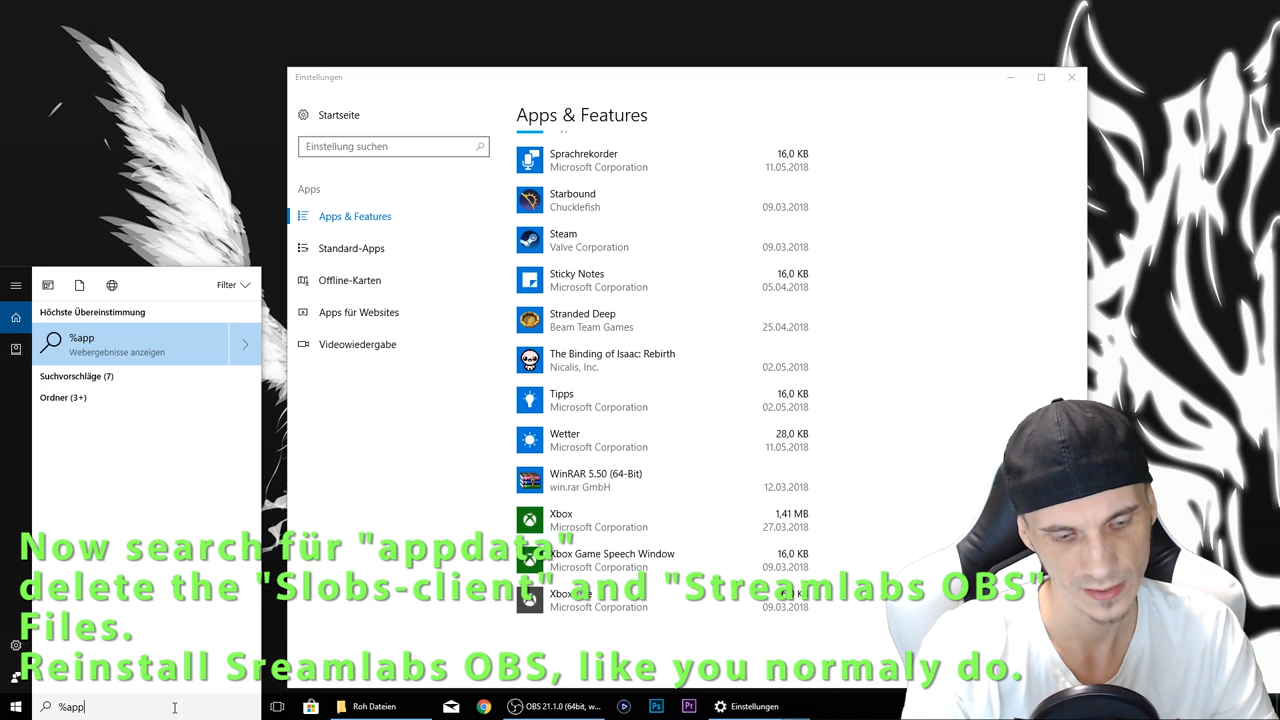 Einstellungen
Startseite
Einstellung suchen
Apps
Apps & Features
Standard-Apps
Offline-Karten
Apps für Websites
Videowiedergabe
Apps & Features
Sprachrekorder 16,0 KB
Microsoft Corporation 11.05.2018
Starbound
Chucklefish 09.03.2018
Steam
Valve Corporation 09.03.2018
Sticky Notes 16,0 KB
Microsoft Corporation 05.04.2018
Stranded Deep
Beam Team Games 25.04.2018
The Binding of Isaac: Rebirth
Nicalis, Inc. 02.05.2018
Tipps 16,0 KB
Microsoft Corporation 02.05.2018
Wetter 28,0 KB
Microsoft Corporation 11.05.2018
WinRAR 5.50 (64-Bit)
win.rar GmbH 12.03.2018
Xbox 1,41 MB
Microsoft Corporation 27.03.2018
Xbox Game Speech Window 16,0 KB
Microsoft Corporation 09.03.2018
Microsoft Corporation 09.03.2018
Filter
Höchste Übereinstimmung
%app
Webergebnisse anzeigen
Suchvorschläge (7)
Ordner (3+)
Now search für "appdata"
delete the "Slobs-client" and "Streamlabs OBS"
Files.
Reinstall Sreamlabs OBS, like you normaly do.
%app
Roh Dateien
OBS 21.1.0 (64bit, w...
Ps
Pr
Einstellungen